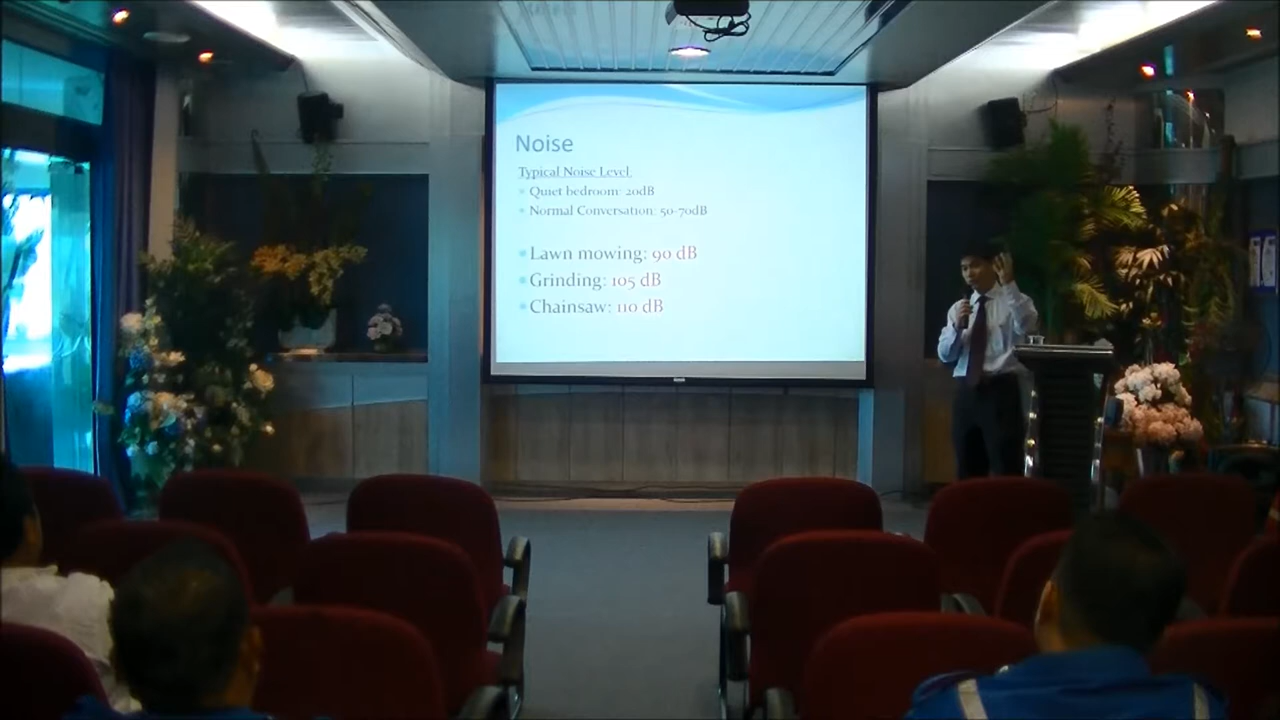 Noise
Typical Noise Level:
Quiet bedroom: 20dB
Normal Conversation: 50-70dB
Lawn mowing: 90 dB
Grinding: 105 dB
Chainsaw: 110 dB